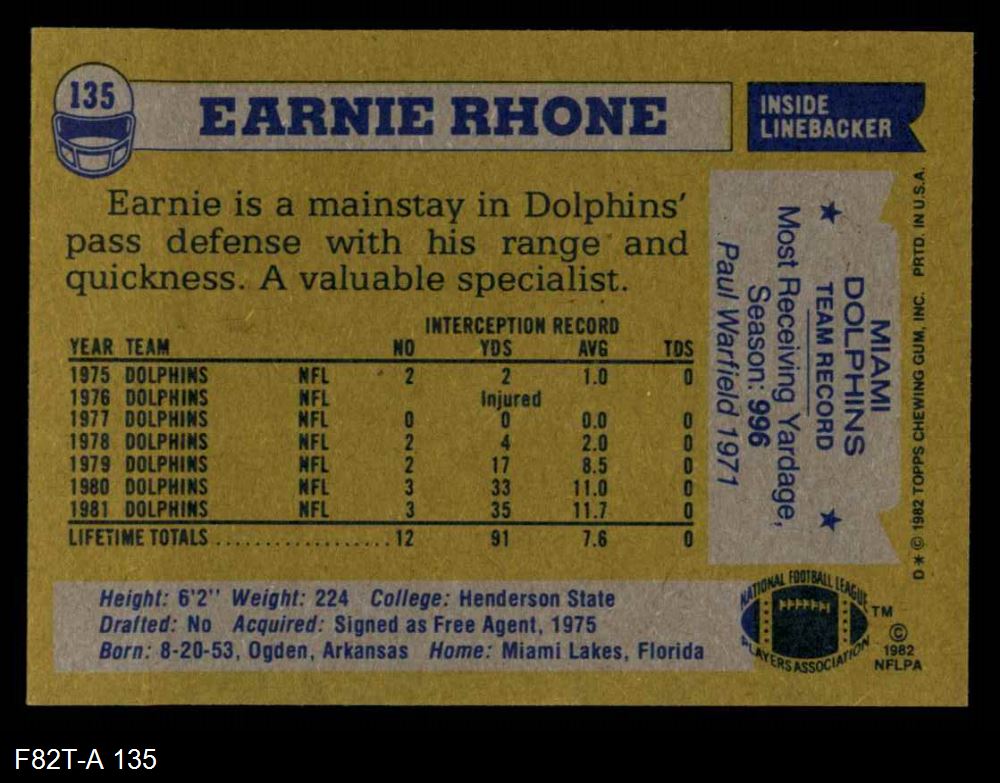 135
EARNIE RHONE
INSIDE
LINEBACKER
Earnie is a mainstay in Dolphins'
pass defense with his range and
quickness. A valuable specialist.
INTERCEPTION RECORD
YEAR TEAM NO YDS AVG TDS
1975 DOLPHINS NFL 2 2 1.0 0
1976 DOLPHINS NFL Injured
1977 DOLPHINS NFL 0 0 0.0 0
1978 DOLPHINS NFL 2 4 2.0 0
1979 DOLPHINS NFL 2 17 8.5 0
1980 DOLPHINS NFL 3 33 11.0 0
1981 DOLPHINS NFL 3 35 11.7 0
LIFETIME TOTALS ................ 12 91 7.6 0
MIAMI
DOLPHINS
TEAM RECORD
Most Receiving Yardage,
Season: 996
Paul Warfield 1971
D*© 1982 TOPPS CHEWING GUM, INC. PRTD. IN U.S.A.
Height: 6'2" Weight: 224 College: Henderson State
Drafted: No Acquired: Signed as Free Agent, 1975
Born: 8-20-53, Ogden, Arkansas Home: Miami Lakes, Florida
NATIONAL FOOTBALL LEAGUE
PLAYERS ASSOCIATION
TM
©
1982
NFLPA
F82T-A 135